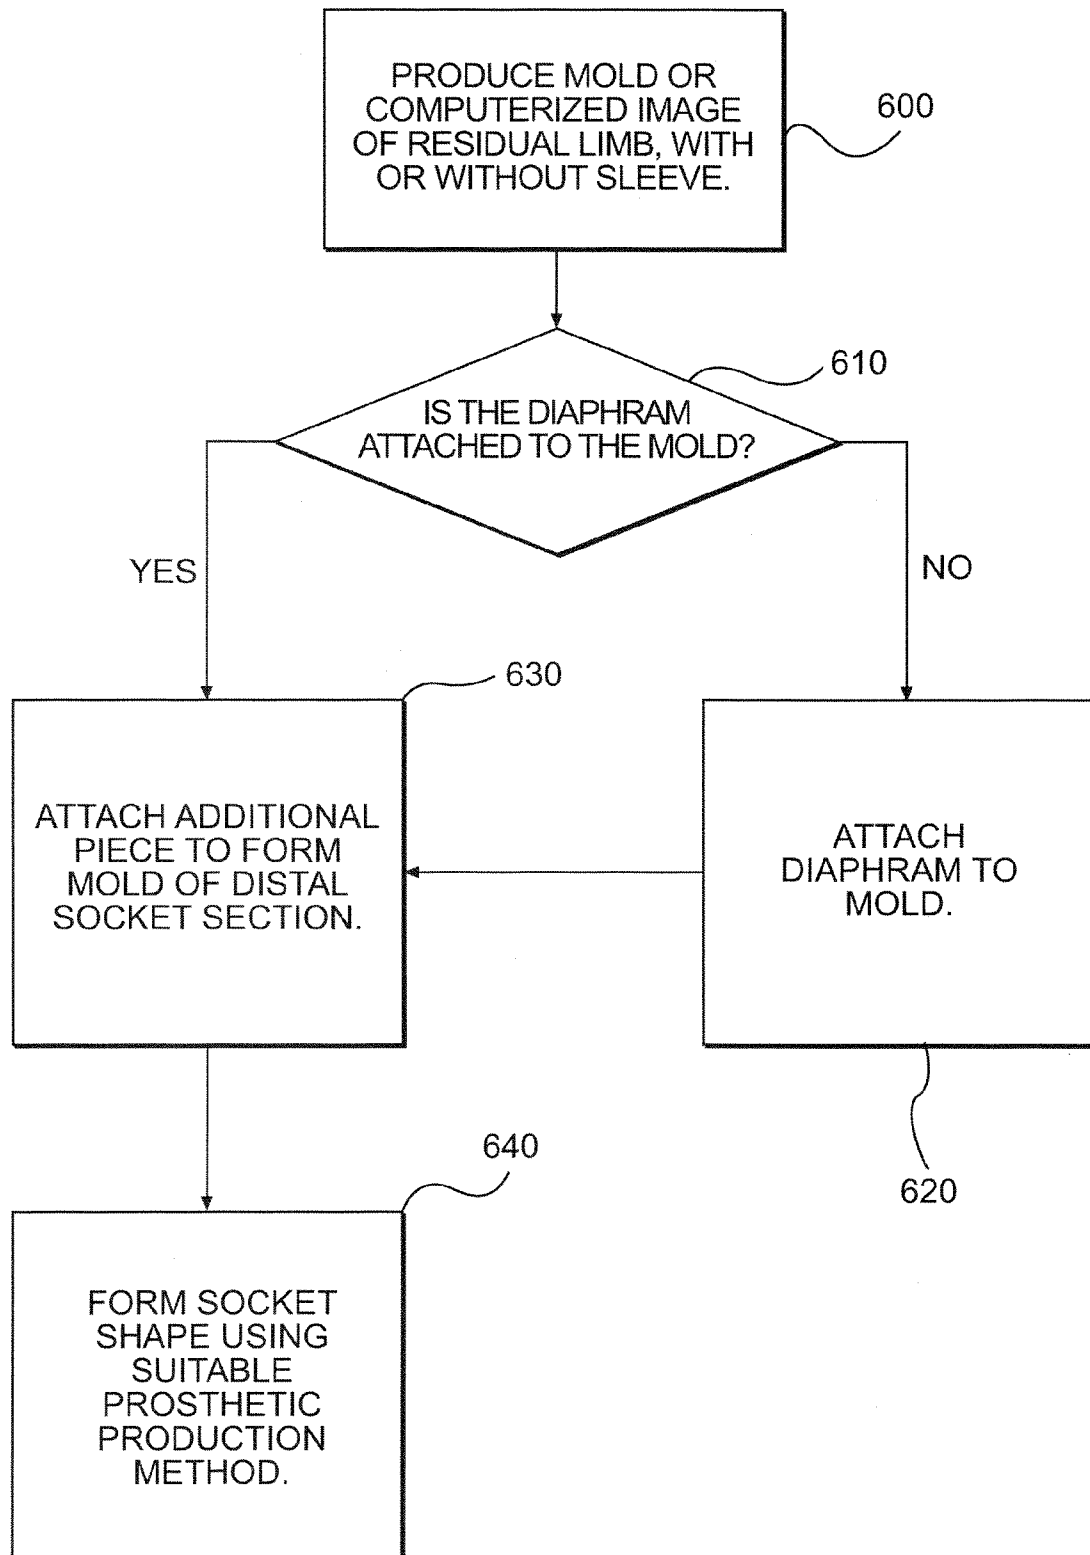 PRODUCE MOLD OR
COMPUTERIZED IMAGE
OF RESIDUAL LIMB, WITH
OR WITHOUT SLEEVE.
600
610
IS THE DIAPHRAM
ATTACHED TO THE MOLD?
YES
NO
630
ATTACH ADDITIONAL
PIECE TO FORM
MOLD OF DISTAL
SOCKET SECTION.
ATTACH
DIAPHRAM TO
MOLD.
620
640
FORM SOCKET
SHAPE USING
SUITABLE
PROSTHETIC
PRODUCTION
METHOD.